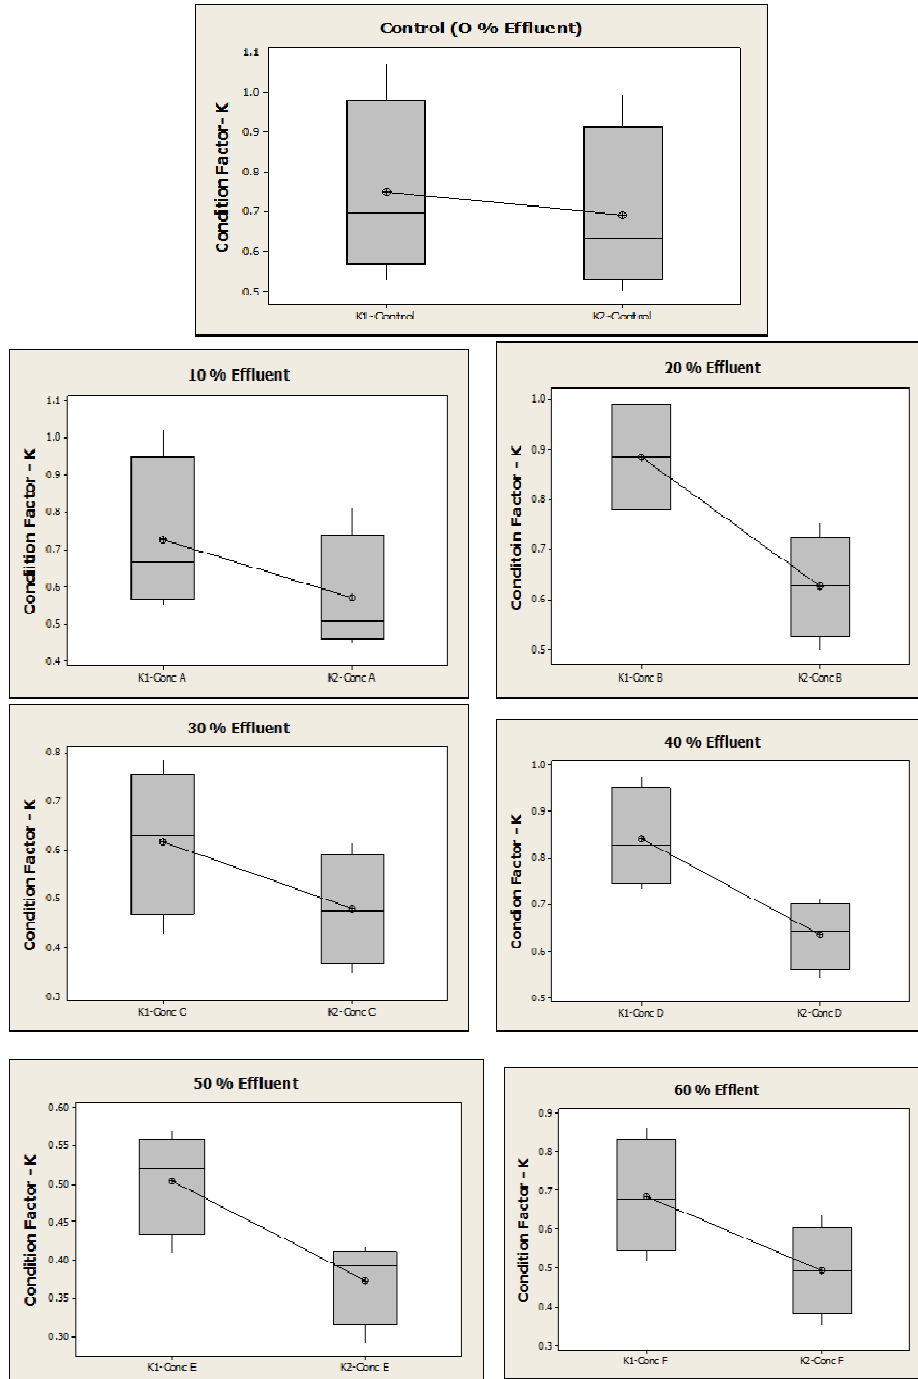 Control (O % Effluent)
Condition Factor- K
1.1
1.0
0.9
0.8
0.7
0.6
0.5
K1-Control K2-Control
10 % Effluent
Condition Factor - K
1.1
1.0
0.9
0.8
0.7
0.6
0.5
0.4
K1-Conc A K2-Conc A
20 % Effluent
Conditoin Factor - K
1.0
0.9
0.8
0.7
0.6
0.5
K1-Conc B K2-Conc B
30 % Effluent
Condition Factor - K
0.8
0.7
0.6
0.5
0.4
0.3
K1-Conc C K2-Conc C
40 % Effluent
Condion Factor - K
1.0
0.9
0.8
0.7
0.6
0.5
K1-Conc D K2-Conc D
50 % Effluent
Condition Factor - K
0.60
0.55
0.50
0.45
0.40
0.35
0.30
K1-Conc E K2-Conc E
60 % Efflent
Condition Factor - K
0.9
0.8
0.7
0.6
0.5
0.4
0.3
K1-Conc F K2-Conc F